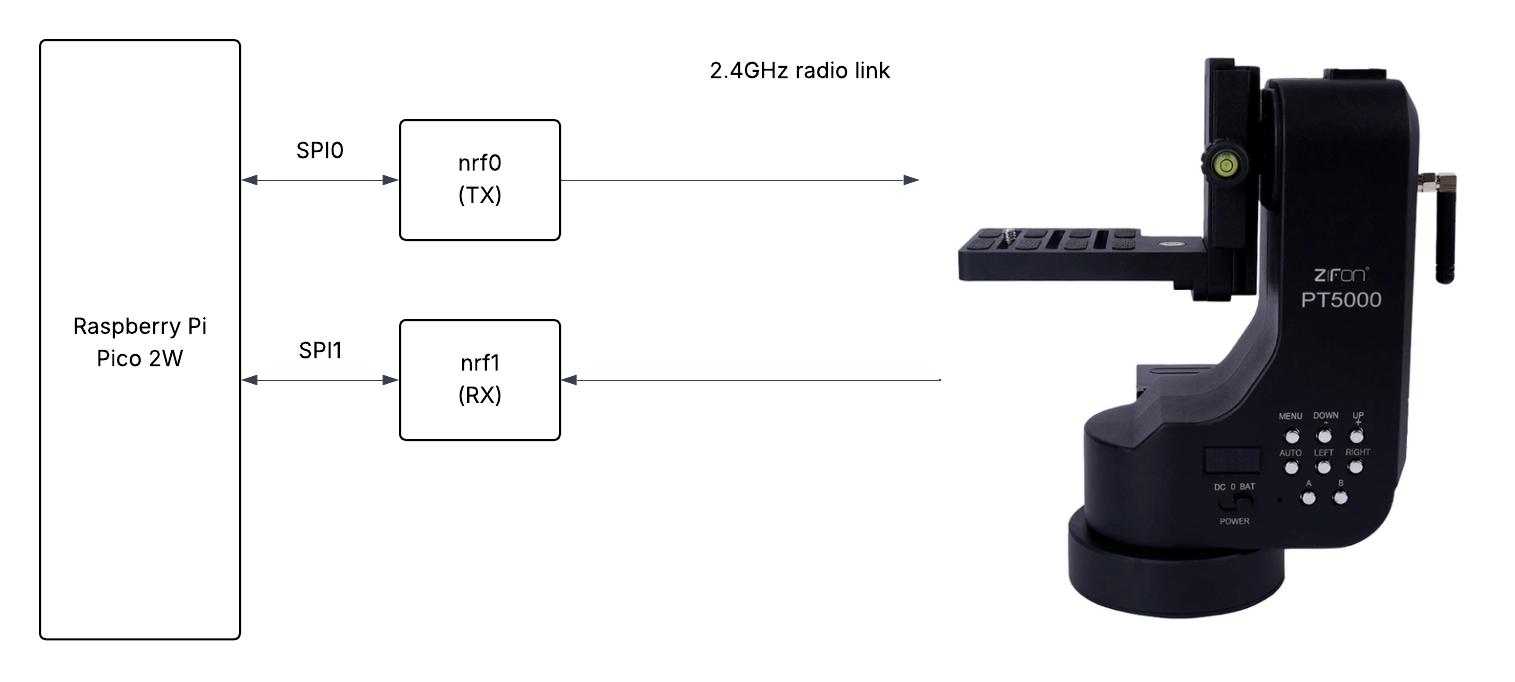 2.4GHz radio link
SPI0
nrf0
(TX)
Raspberry Pi
Pico 2W
SPI1
nrf1
(RX)
ZIFON®
PT5000
MENU DOWN UP
- +
AUTO LEFT RIGHT
A B
DC 0 BAT
POWER